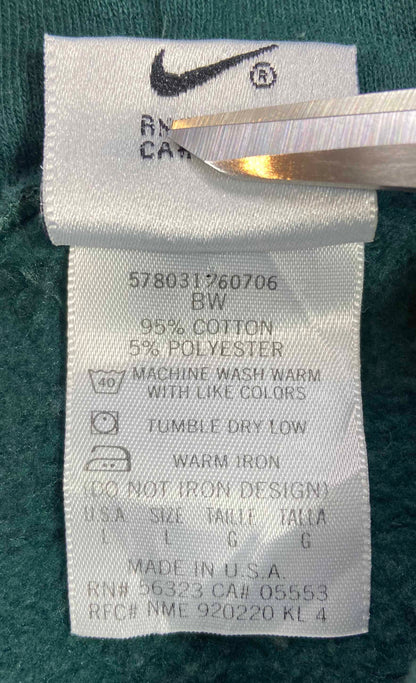 ®
RN
CA#
578031760706
BW
95% COTTON
5% POLYESTER
40 MACHINE WASH WARM
WITH LIKE COLORS
TUMBLE DRY LOW
WARM IRON
(DO NOT IRON DESIGN)
U.S.A. SIZE TAILLE TALLA
L L G G
MADE IN U.S.A.
RN# 56323 CA# 05553
RFC# NME 920220 KL 4